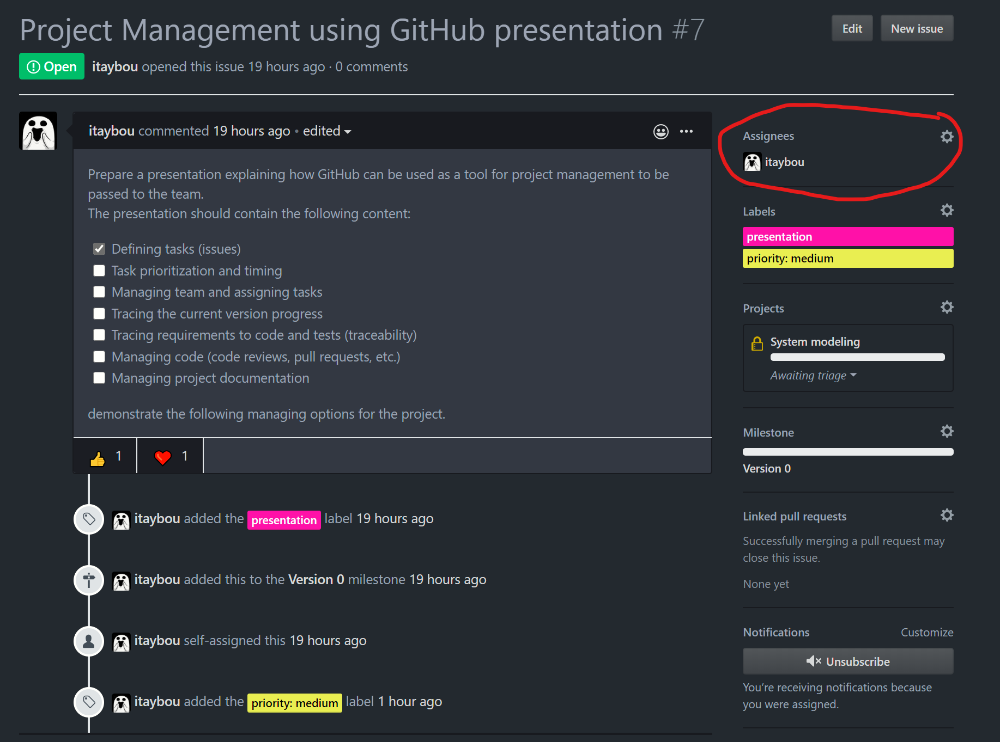 Project Management using GitHub presentation #7
Edit
New issue
Open
itaybou opened this issue 19 hours ago · 0 comments
itaybou commented 19 hours ago • edited
Prepare a presentation explaining how GitHub can be used as a tool for project management to be
passed to the team.
The presentation should contain the following content:
Defining tasks (issues)
Task prioritization and timing
Managing team and assigning tasks
Tracing the current version progress
Tracing requirements to code and tests (traceability)
Managing code (code reviews, pull requests, etc.)
Managing project documentation
demonstrate the following managing options for the project.
1
1
itaybou added the presentation label 19 hours ago
itaybou added this to the Version 0 milestone 19 hours ago
itaybou self-assigned this 19 hours ago
itaybou added the priority: medium label 1 hour ago
Assignees
itaybou
Labels
presentation
priority: medium
Projects
System modeling
Awaiting triage
Milestone
Version 0
Linked pull requests
Successfully merging a pull request may
close this issue.
None yet
Notifications
Customize
Unsubscribe
You’re receiving notifications because
you were assigned.